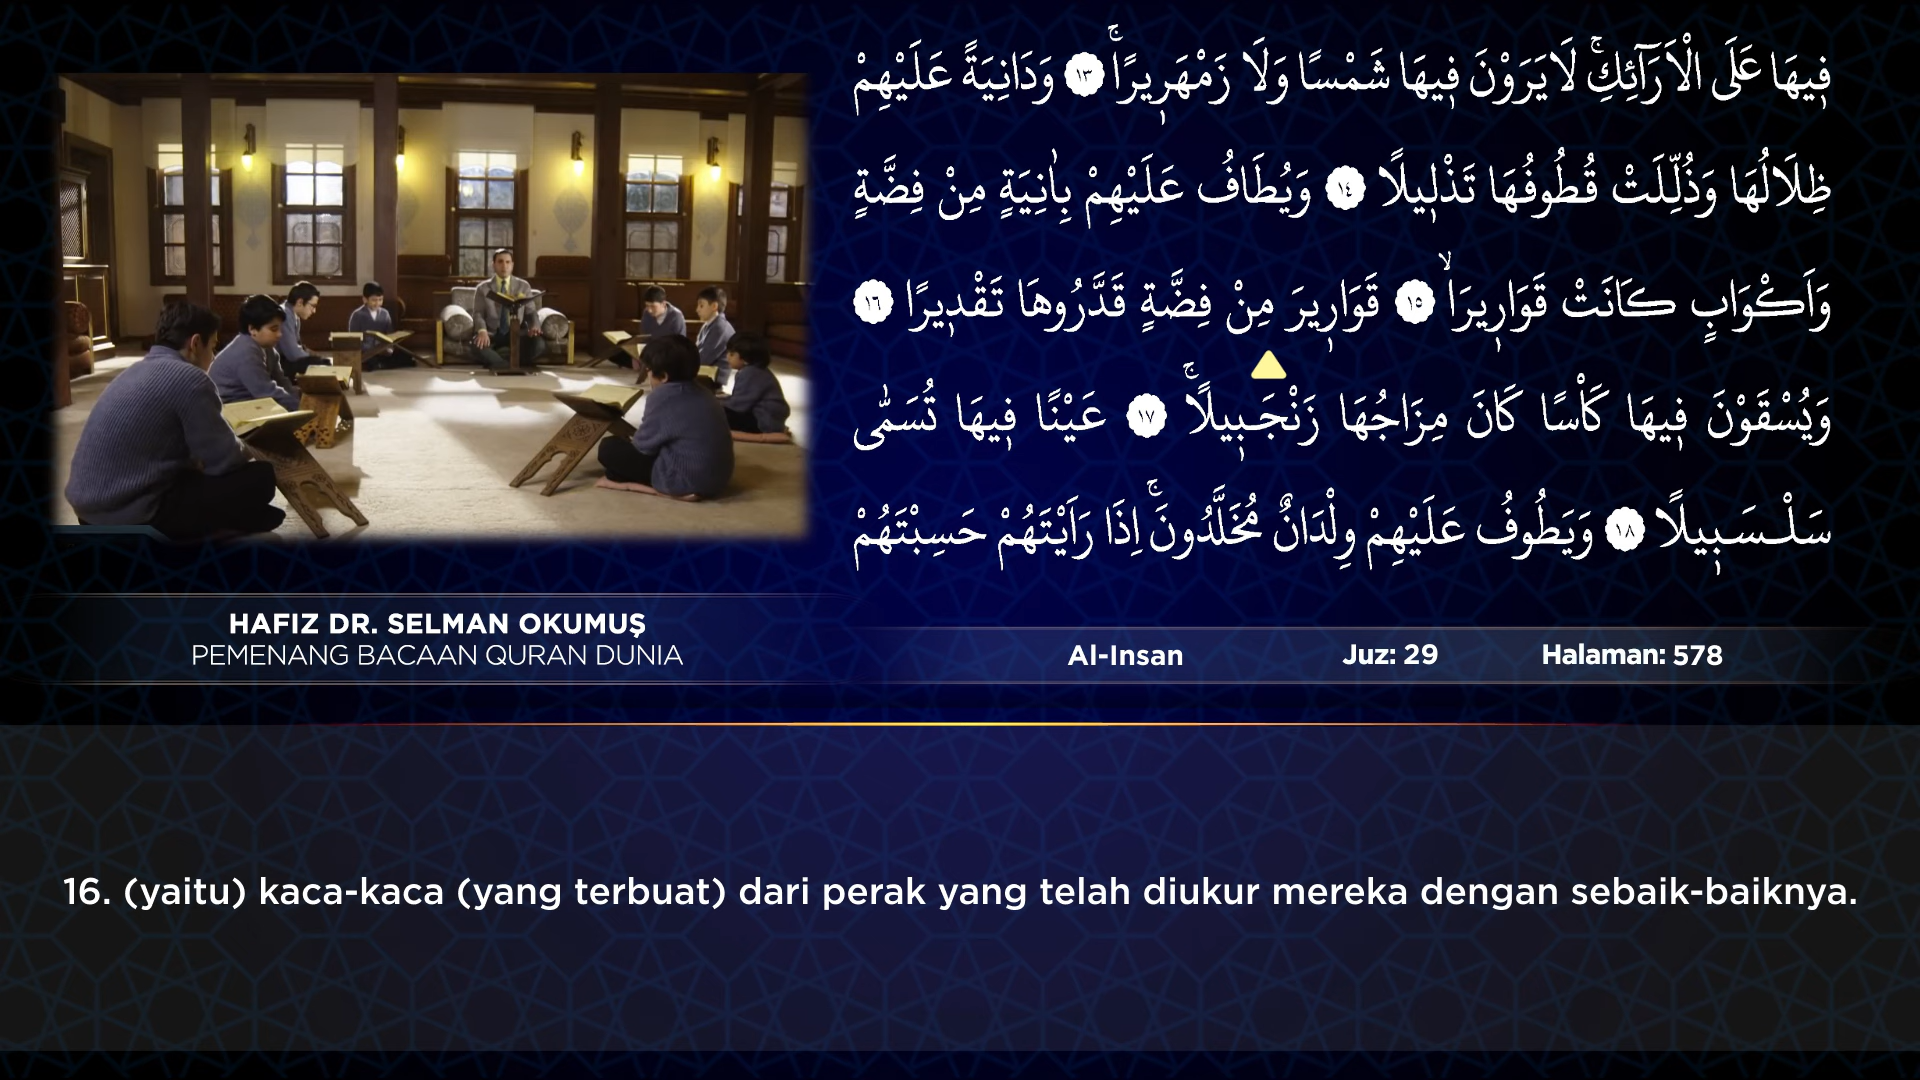 فِيهَا عَلَى الْاَرَٓائِكِۚ لَا يَرَوْنَ فِيهَا شَمْسًا وَلَا زَمْهَرِيرًاۚ ﴿١٣﴾ وَدَانِيَةً عَلَيْهِمْ
ظِلَالُهَا وَذُلِّلَتْ قُطُوفُهَا تَذْلِيلًا ﴿١٤﴾ وَيُطَافُ عَلَيْهِمْ بِاٰنِيَةٍ مِنْ فِضَّةٍ
وَاَكْوَابٍ كَانَتْ قَوَارِيرَاۙ ﴿١٥﴾ قَوَارِيرَ مِنْ فِضَّةٍ قَدَّرُوهَا تَقْدِيرًا ﴿١٦﴾
وَيُسْقَوْنَ فِيهَا كَأْسًا كَانَ مِزَاجُهَا زَنْجَبِيلًاۚ ﴿١٧﴾ عَيْنًا فِيهَا تُسَمّٰى
سَلْسَبِيلًا ﴿١٨﴾ وَيَطُوفُ عَلَيْهِمْ وِلْدَانٌ مُخَلَّدُونَۚ اِذَا رَاَيْتَهُمْ حَسِبْتَهُمْ
HAFIZ DR. SELMAN OKUMUŞ
PEMENANG BACAAN QURAN DUNIA
Al-Insan Juz: 29 Halaman: 578
16. (yaitu) kaca-kaca (yang terbuat) dari perak yang telah diukur mereka dengan sebaik-baiknya.